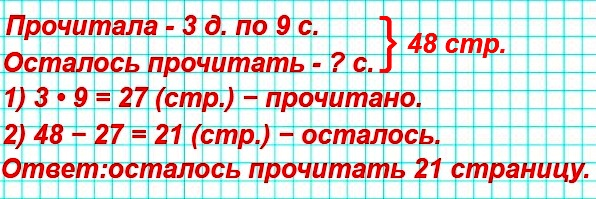 Прочитала - 3 д. по 9 с.
48 стр.
Осталось прочитать - ? с.
1) 3 • 9 = 27 (стр.) – прочитано.
2) 48 – 27 = 21 (стр.) – осталось.
Ответ:осталось прочитать 21 страницу.